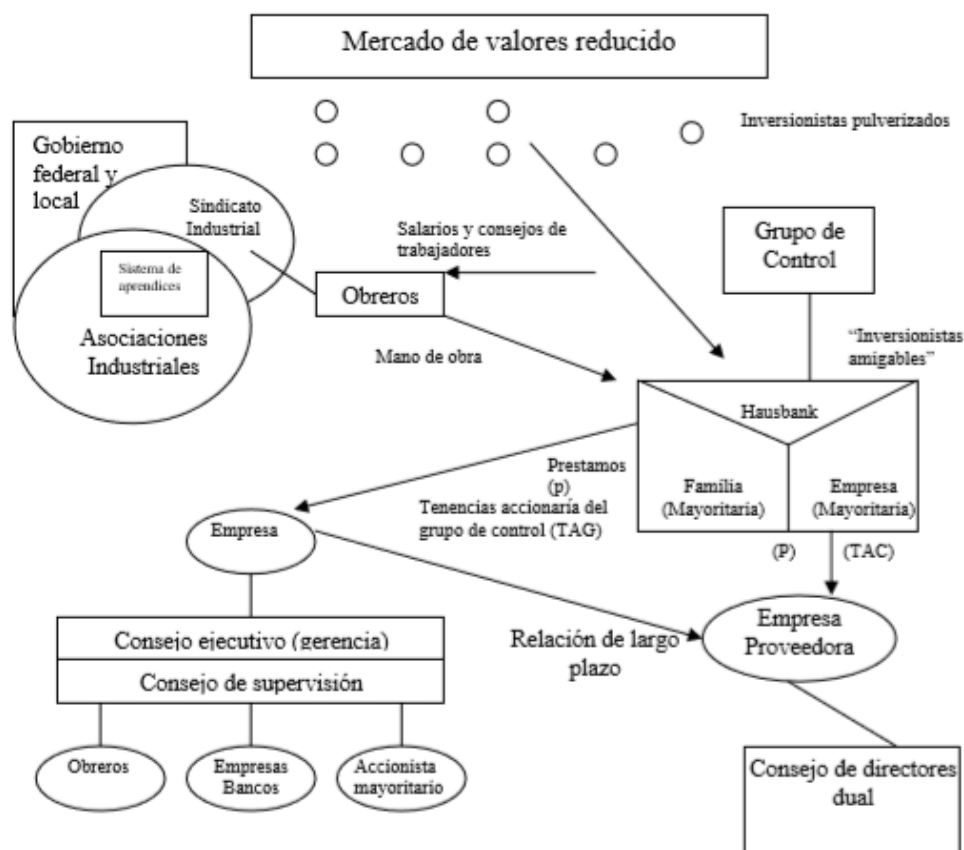 Mercado de valores reducido
Inversionistas pulverizados
Gobierno
federal y
local
Sindicato
Industrial
Sistema de
aprendices
Asociaciones
Industriales
Salarios y consejos de
trabajadores
Obreros
Mano de obra
Grupo de
Control
“Inversionistas
amigables”
Hausbank
Familia
(Mayoritaria)
Empresa
(Mayoritaria)
Prestamos
(p)
Tenencias accionaría del
grupo de control (TAG)
(P)
(TAC)
Empresa
Consejo ejecutivo (gerencia)
Consejo de supervisión
Obreros
Empresas
Bancos
Accionista
mayoritario
Relación de largo
plazo
Empresa
Proveedora
Consejo de directores
dual